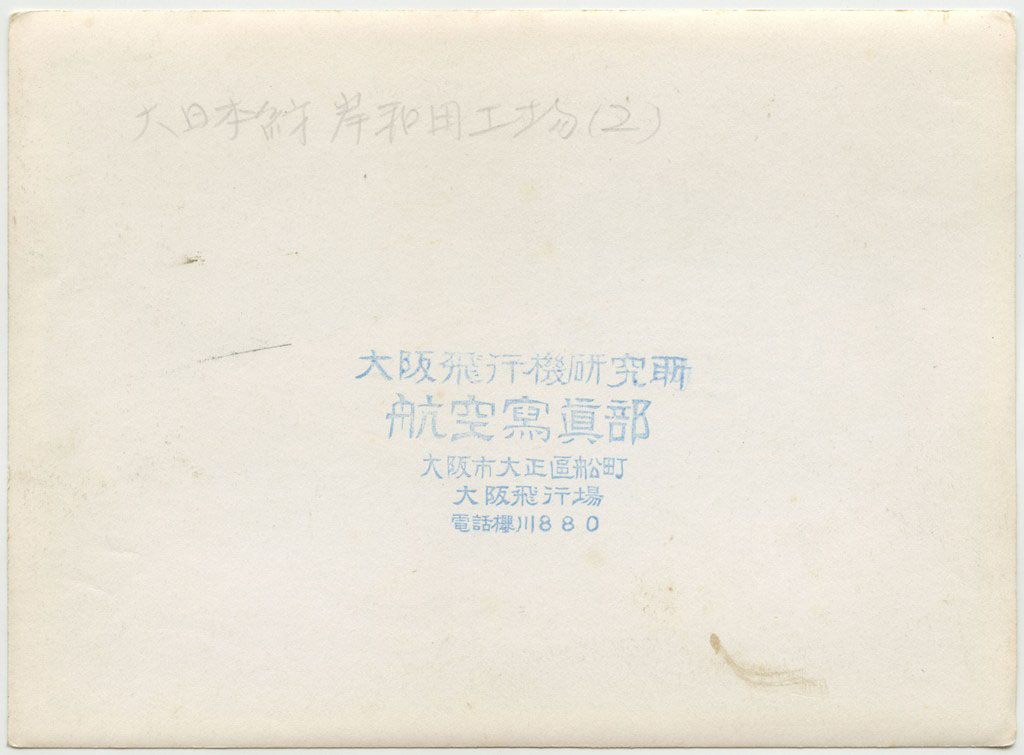 大日本紡 岸和田工場(2)
大阪飛行機研究所
航空寫眞部
大阪市大正區船町
大阪飛行場
電話櫻川880